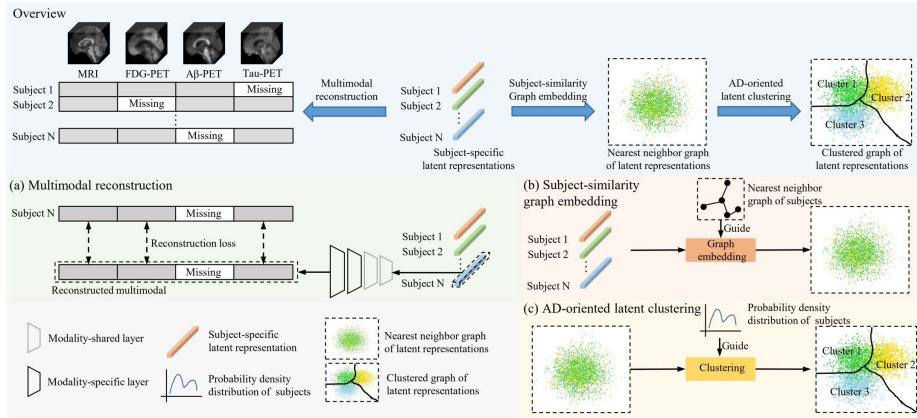 Overview
MRI
FDG-PET
Aβ-PET
Tau-PET
Subject 1
Missing
Subject 2
Missing
Subject N
Missing
Multimodal
reconstruction
Subject 1
Subject 2
Subject N
Subject-specific
latent representations
Subject-similarity
Graph embedding
Nearest neighbor graph
of latent representations
AD-oriented
latent clustering
Cluster 1
Cluster 2
Cluster 3
Clustered graph of
latent representations
(a) Multimodal reconstruction
Subject N
Missing
Reconstruction loss
Missing
Reconstructed multimodal
Subject 1
Subject 2
Subject N
(b) Subject-similarity
graph embedding
Subject 1
Subject 2
Subject N
Nearest neighbor
graph of subjects
Guide
Graph
embedding
Modality-shared layer
Modality-specific layer
Subject-specific
latent representation
Probability density
distribution of subjects
Nearest neighbor graph
of latent representations
Clustered graph of
latent representations
(c) AD-oriented latent clustering
Probability density
distribution of subjects
Guide
Clustering
Cluster 1
Cluster 2
Cluster 3